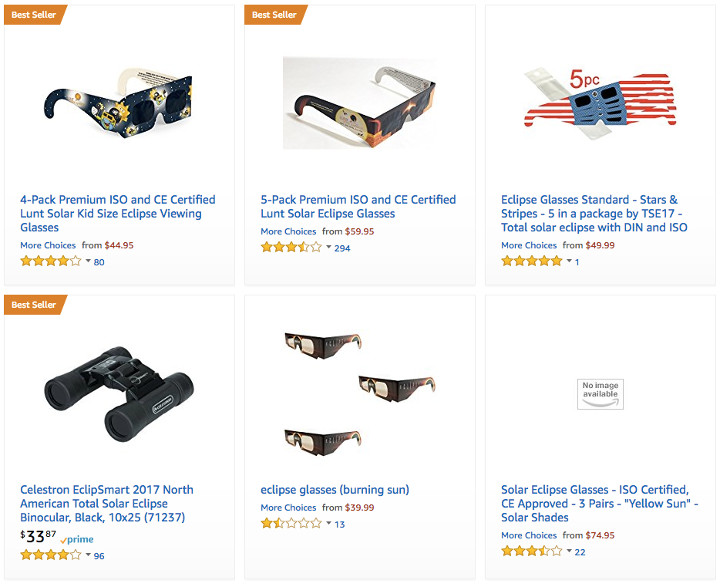 Best Seller
Best Seller
5pc
4-Pack Premium ISO and CE Certified
Lunt Solar Kid Size Eclipse Viewing
Glasses
More Choices from $44.95
80
5-Pack Premium ISO and CE Certified
Lunt Solar Eclipse Glasses
More Choices from $59.95
294
Eclipse Glasses Standard - Stars &
Stripes - 5 in a package by TSE17 -
Total solar eclipse with DIN and ISO
More Choices from $49.99
1
Best Seller
No image
available
Celestron EclipSmart 2017 North
American Total Solar Eclipse
Binocular, Black, 10x25 (71237)
$33 87 prime
96
eclipse glasses (burning sun)
More Choices from $39.99
13
Solar Eclipse Glasses - ISO Certified,
CE Approved - 3 Pairs - "Yellow Sun" -
Solar Shades
More Choices from $74.95
22